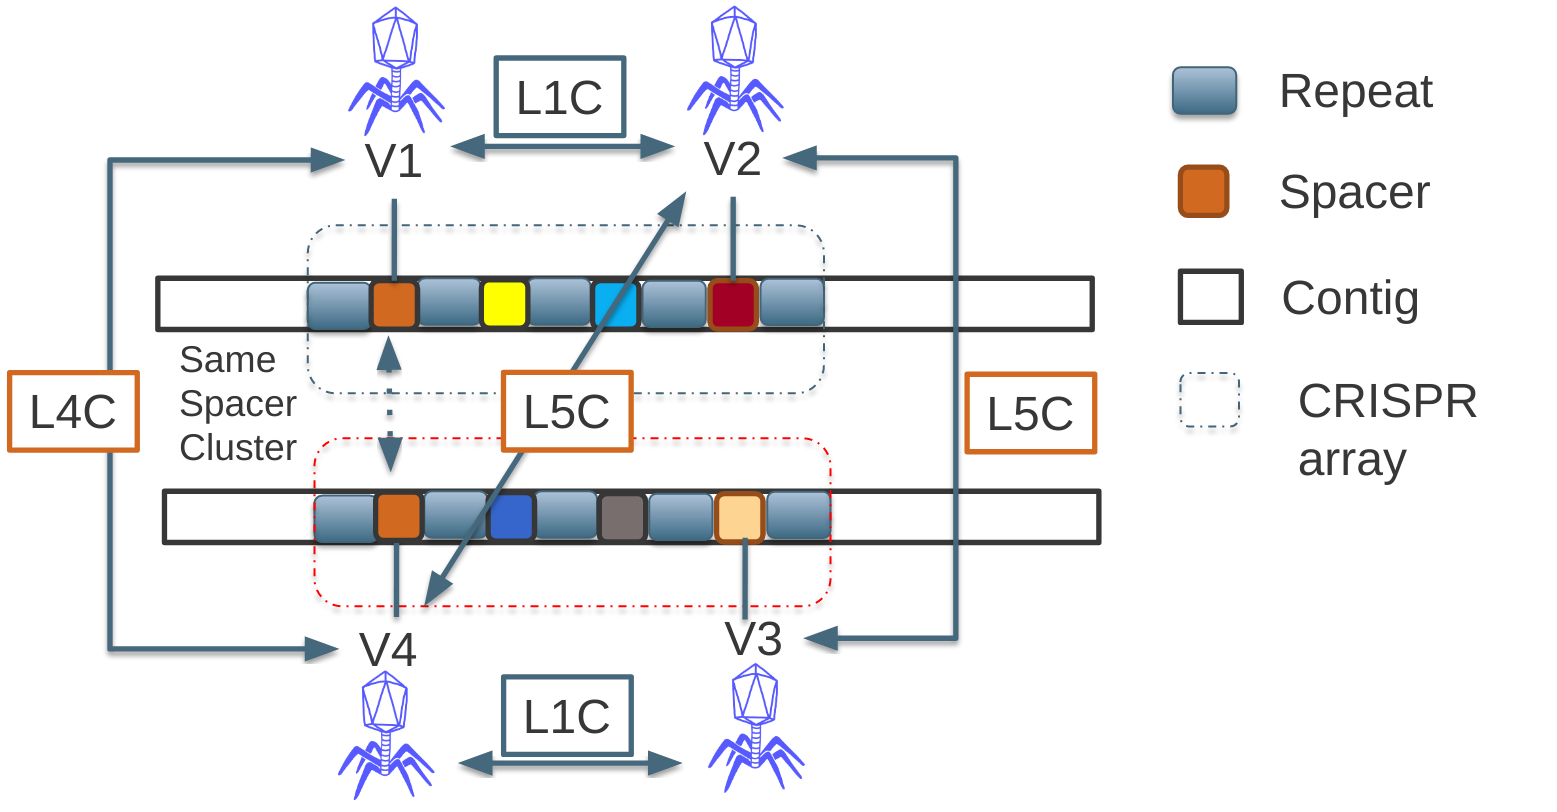 L1C
V1
V2
Repeat
Spacer
Contig
CRISPR
array
Same
Spacer
Cluster
L4C
L5C
L5C
V4
V3
L1C